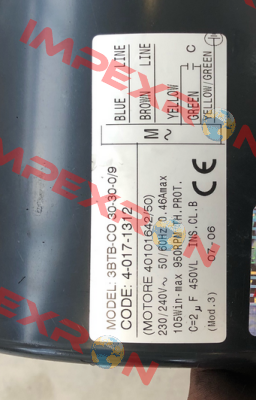 MODEL: 3BTB-CO.30-30-0/9
CODE: 4-017-1312
(MOTORE 40101642/50)
230/240V~ 50/60Hz 0.46Amax
105Win-max 950RPM TH.PROT.
C=2μF 450VL INS.CL.B
(Mod.:3) 07 06
CE
M ~
BLUE LINE
BROWN LINE
YELLOW
GREEN C
YELLOW/GREEN
IMPEXRON
IMPEXRON
IMPEXRON